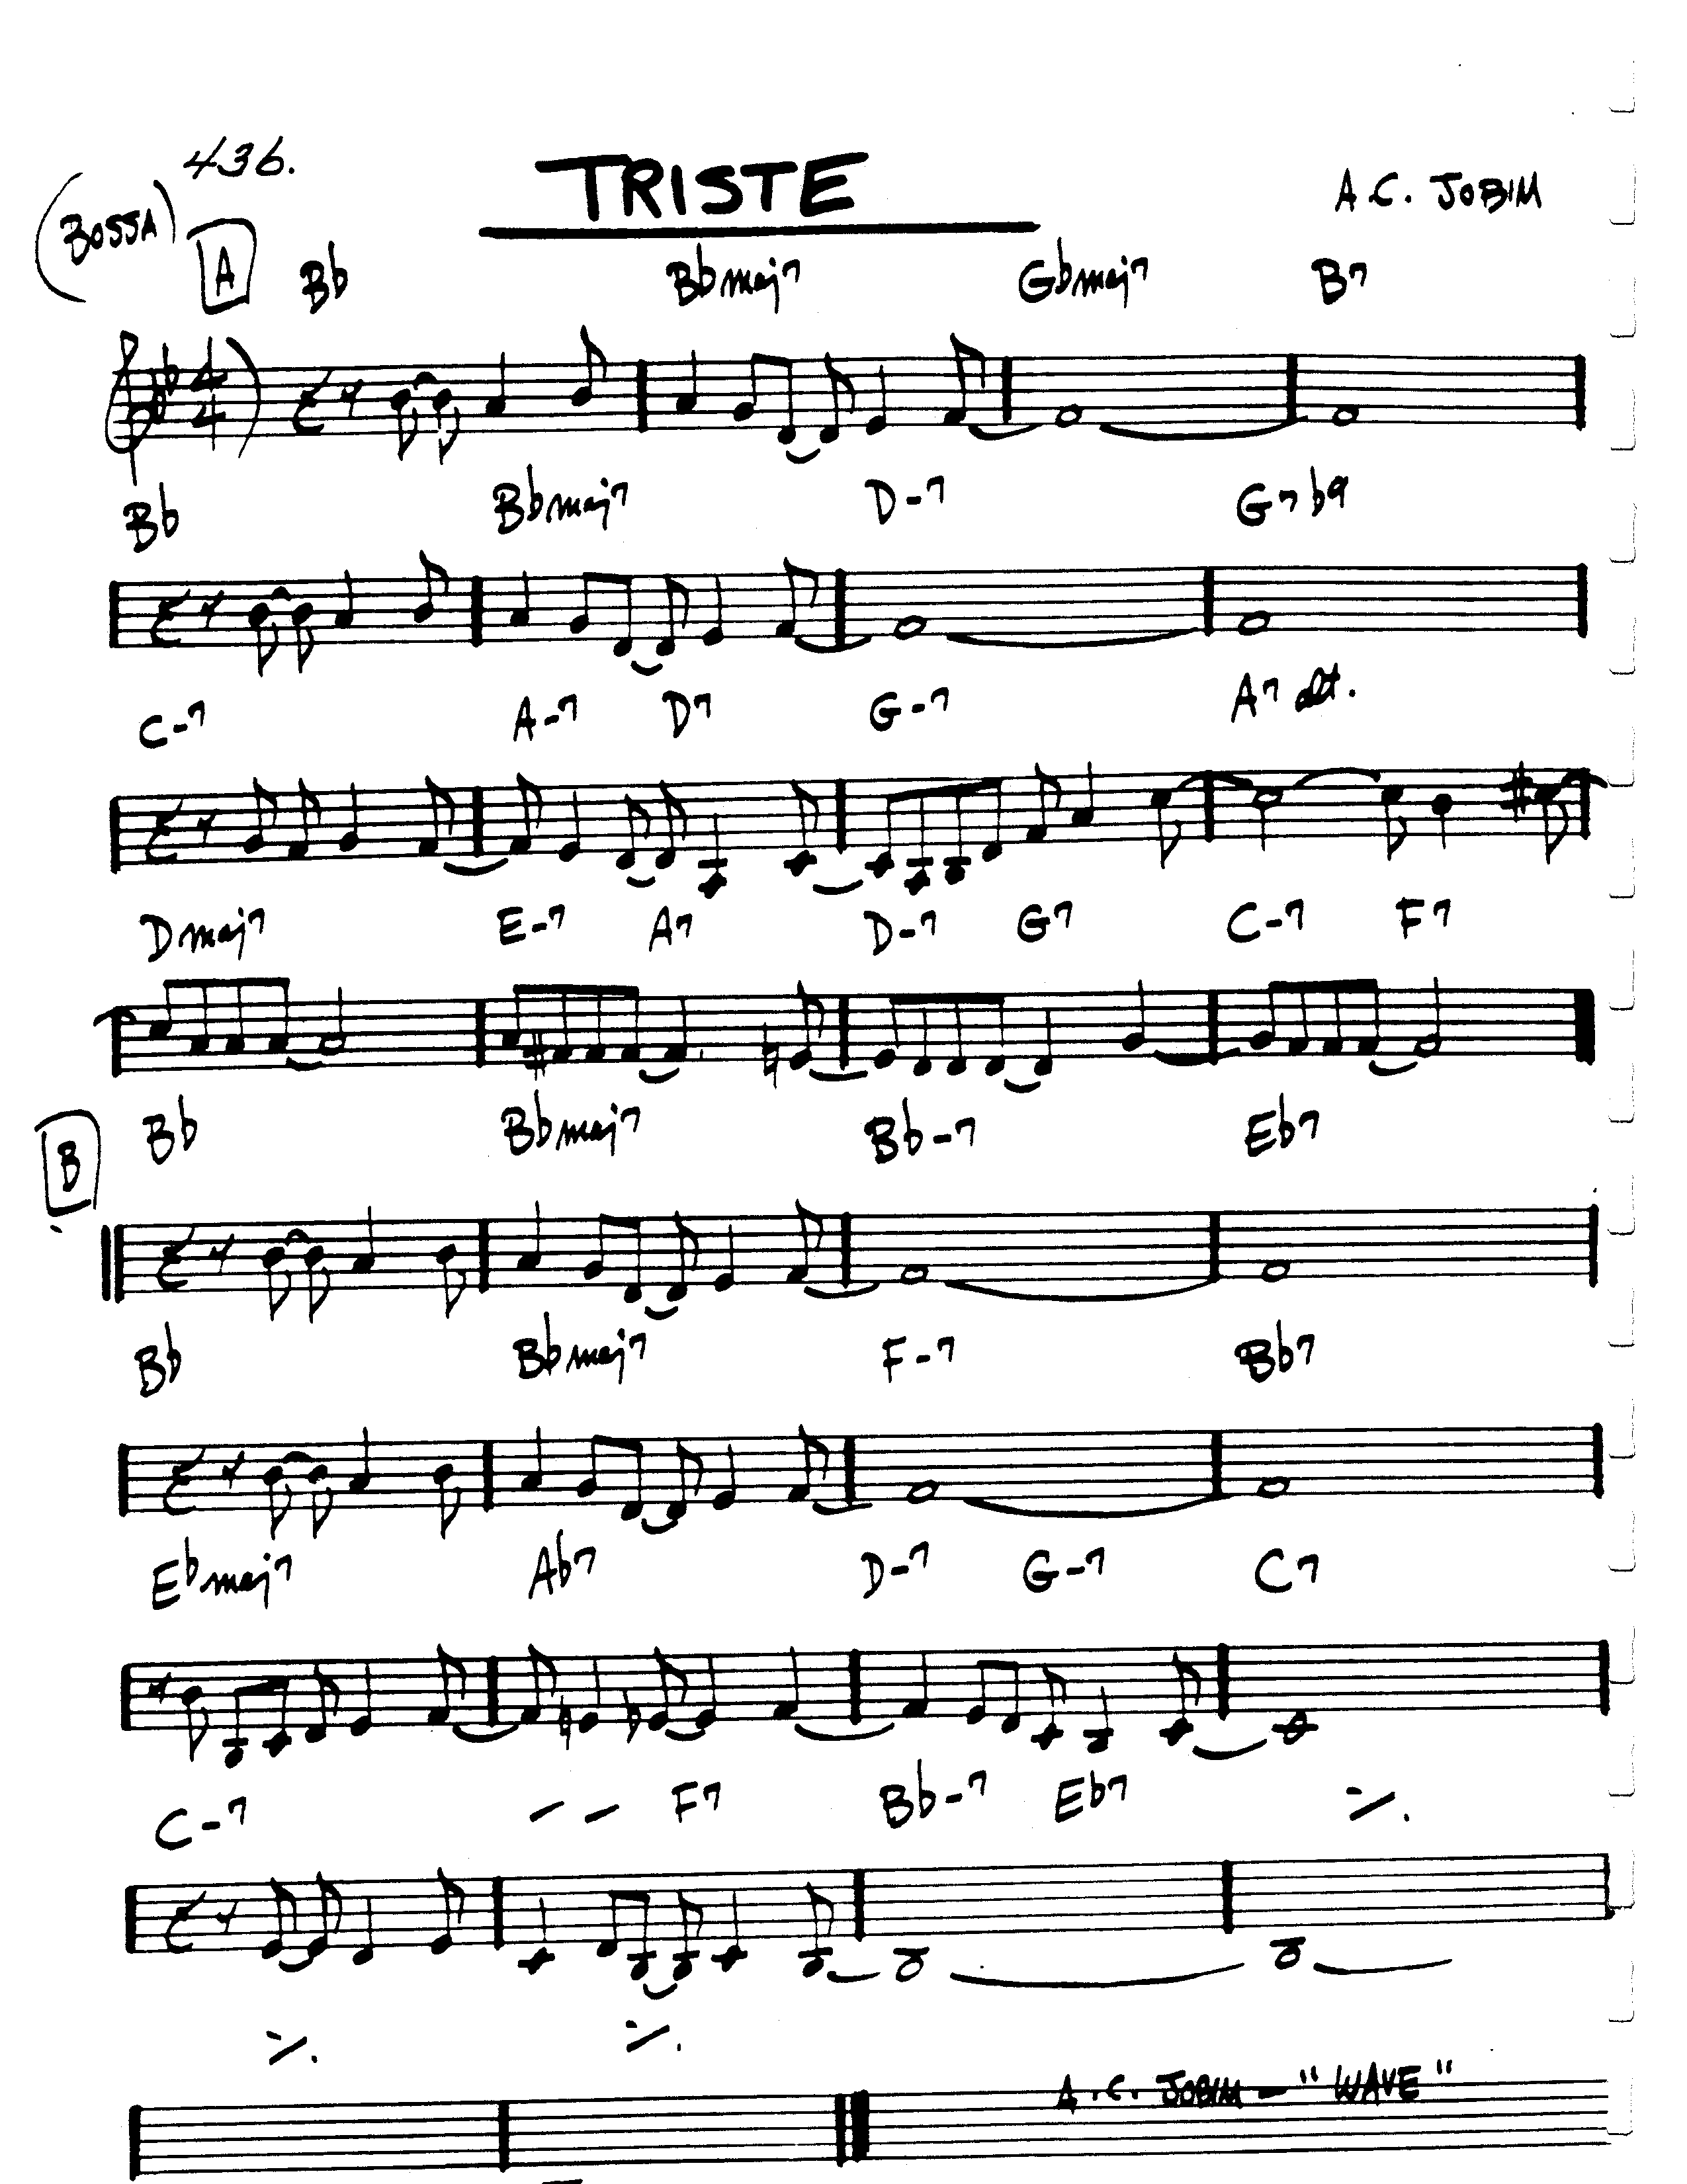 436.
TRISTE
A.C. JOBIM
(BOSSA)
A Bb Bbmaj7 Gbmaj7 B7
4/4
Bb Bbmaj7 D-7 G7b9
C-7 A-7 D7 G-7 A7 alt.
Dmaj7 E-7 A7 D-7 G7 C-7 F7
B Bb Bbmaj7 Bb-7 Eb7
Bb Bbmaj7 F-7 Bb7
Ebmaj7 Ab7 D-7 G-7 C7
C-7 – – F7 Bb-7 Eb7 ٪
٪ ٪
A.C. JOBIM – "WAVE"